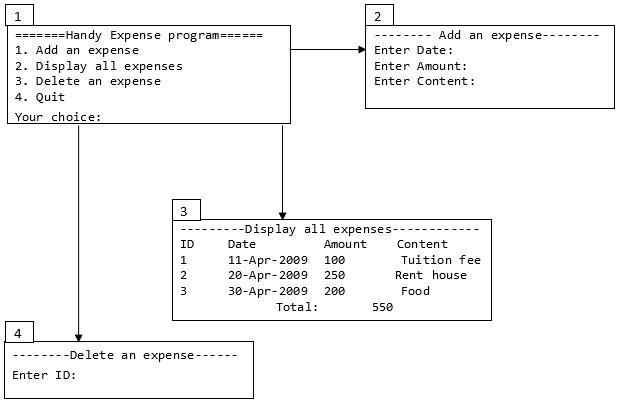 1
=======Handy Expense program======
1. Add an expense
2. Display all expenses
3. Delete an expense
4. Quit
Your choice:
2
-------- Add an expense--------
Enter Date:
Enter Amount:
Enter Content:
3
---------Display all expenses------------
ID Date Amount Content
1 11-Apr-2009 100 Tuition fee
2 20-Apr-2009 250 Rent house
3 30-Apr-2009 200 Food
Total: 550
4
--------Delete an expense------
Enter ID: